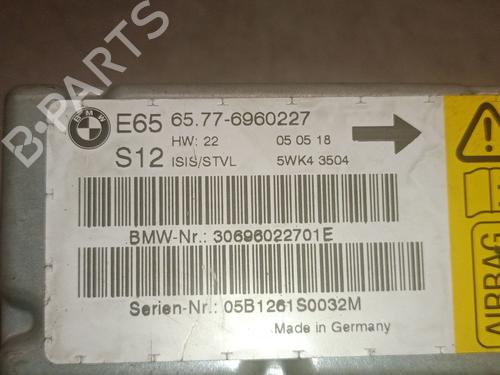 B-PARTS
BMW
E65 65.77-6960227
HW: 22 05 05 18
S12 ISIS/STVL 5WK4 3504
BMW-Nr.: 30696022701E
Serien-Nr.: 05B1261S0032M
Made in Germany
AIRBAG